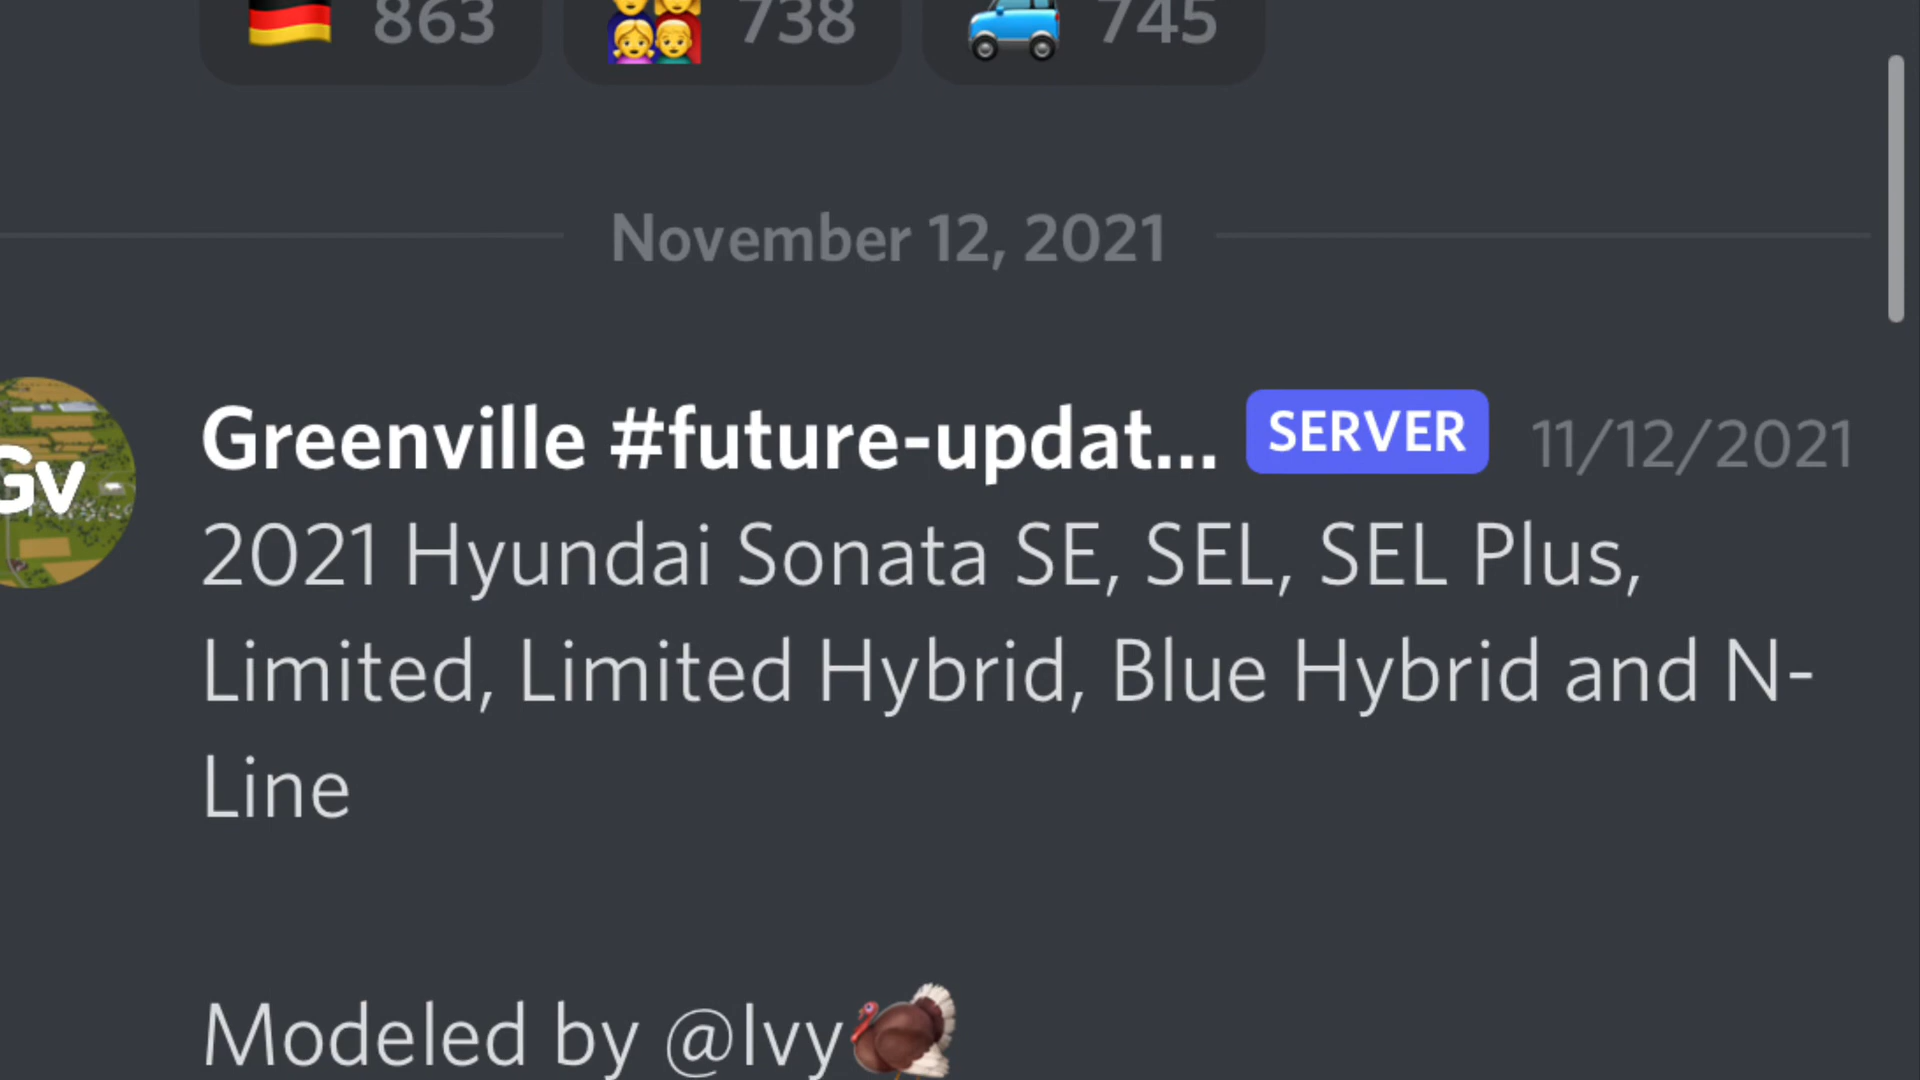 863 738 745
November 12, 2021
Greenville #future-updat... SERVER 11/12/2021
Gv
2021 Hyundai Sonata SE, SEL, SEL Plus,
Limited, Limited Hybrid, Blue Hybrid and N-
Line
Modeled by @Ivy🦃